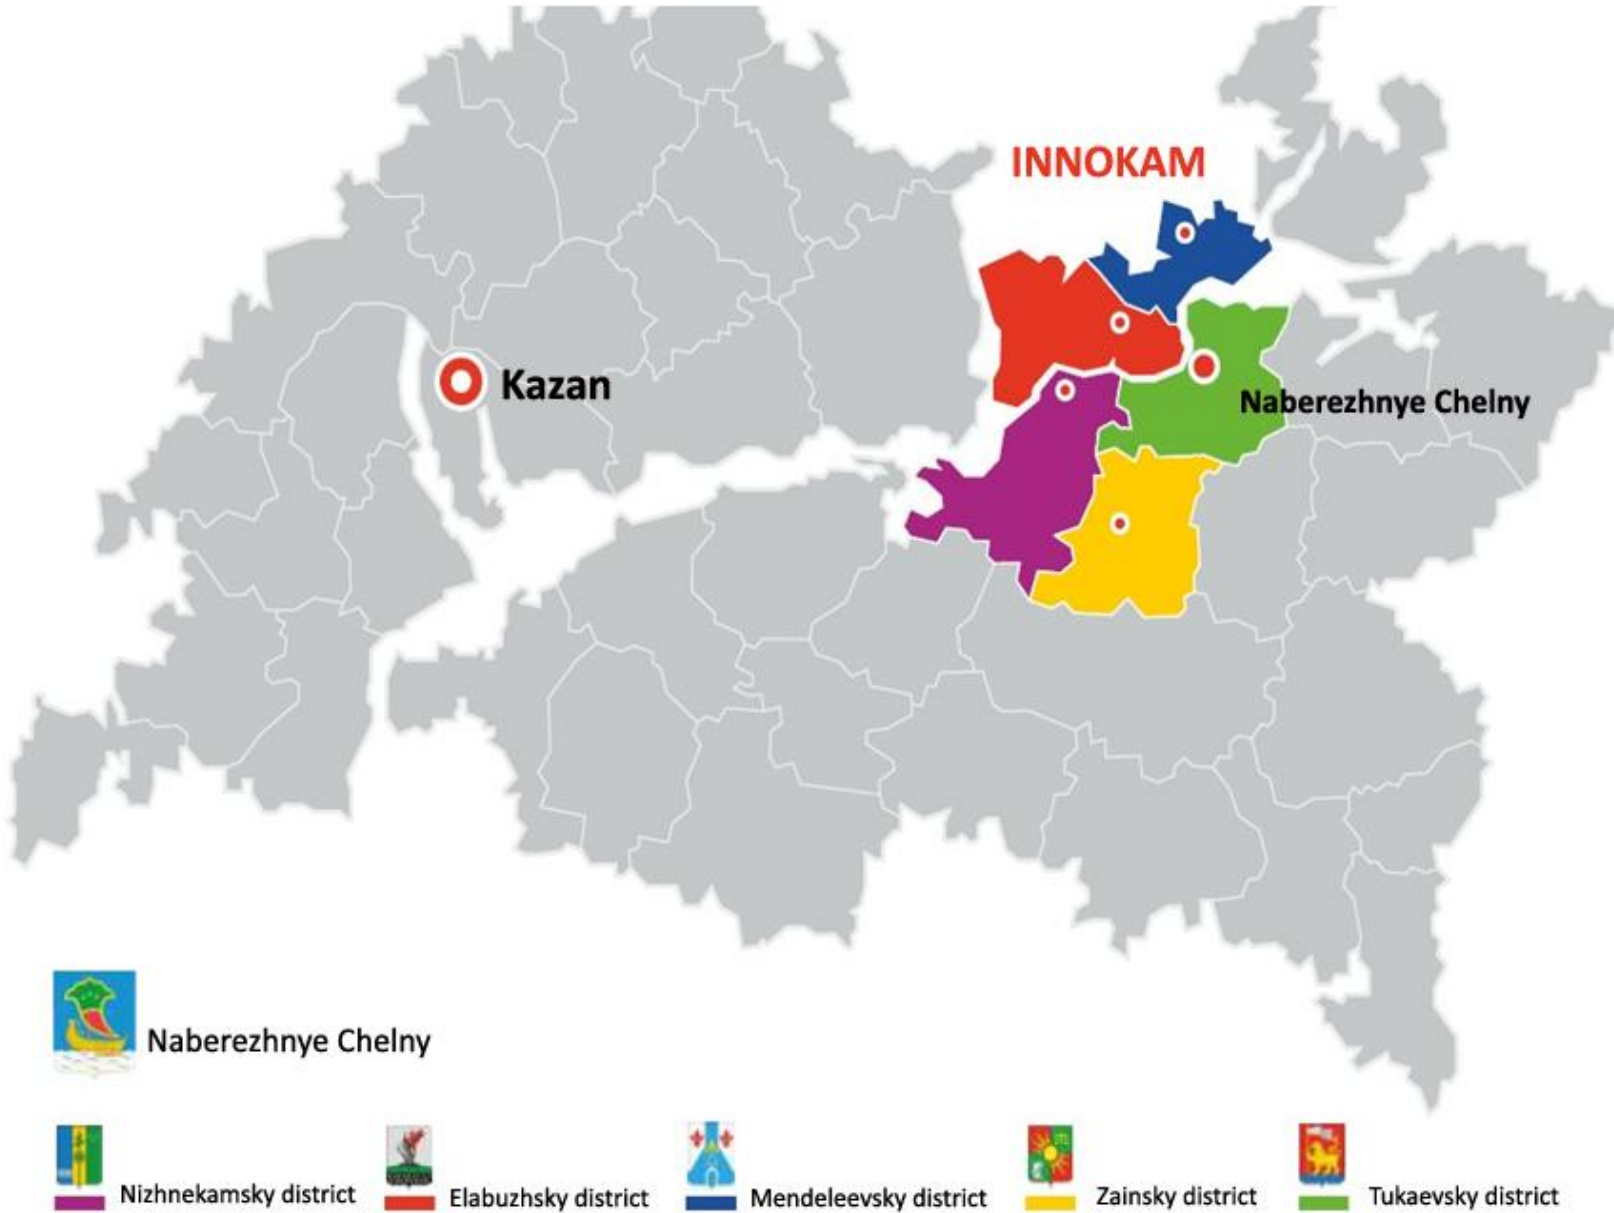 INNOKAM
Kazan
Naberezhnye Chelny
Naberezhnye Chelny
Nizhnekamsky district
Elabuzhsky district
Mendeleevsky district
Zainsky district
Tukaevsky district